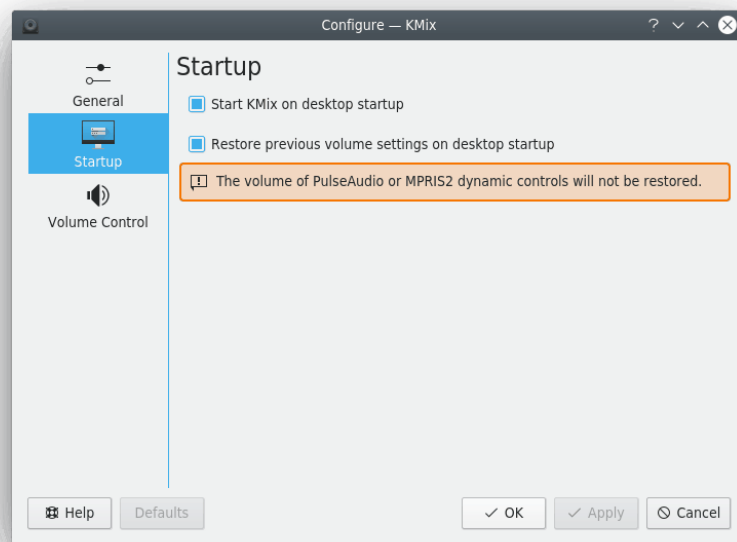 Configure — KMix
General
Startup
Volume Control
Startup
Start KMix on desktop startup
Restore previous volume settings on desktop startup
The volume of PulseAudio or MPRIS2 dynamic controls will not be restored.
Help
Defaults
OK
Apply
Cancel